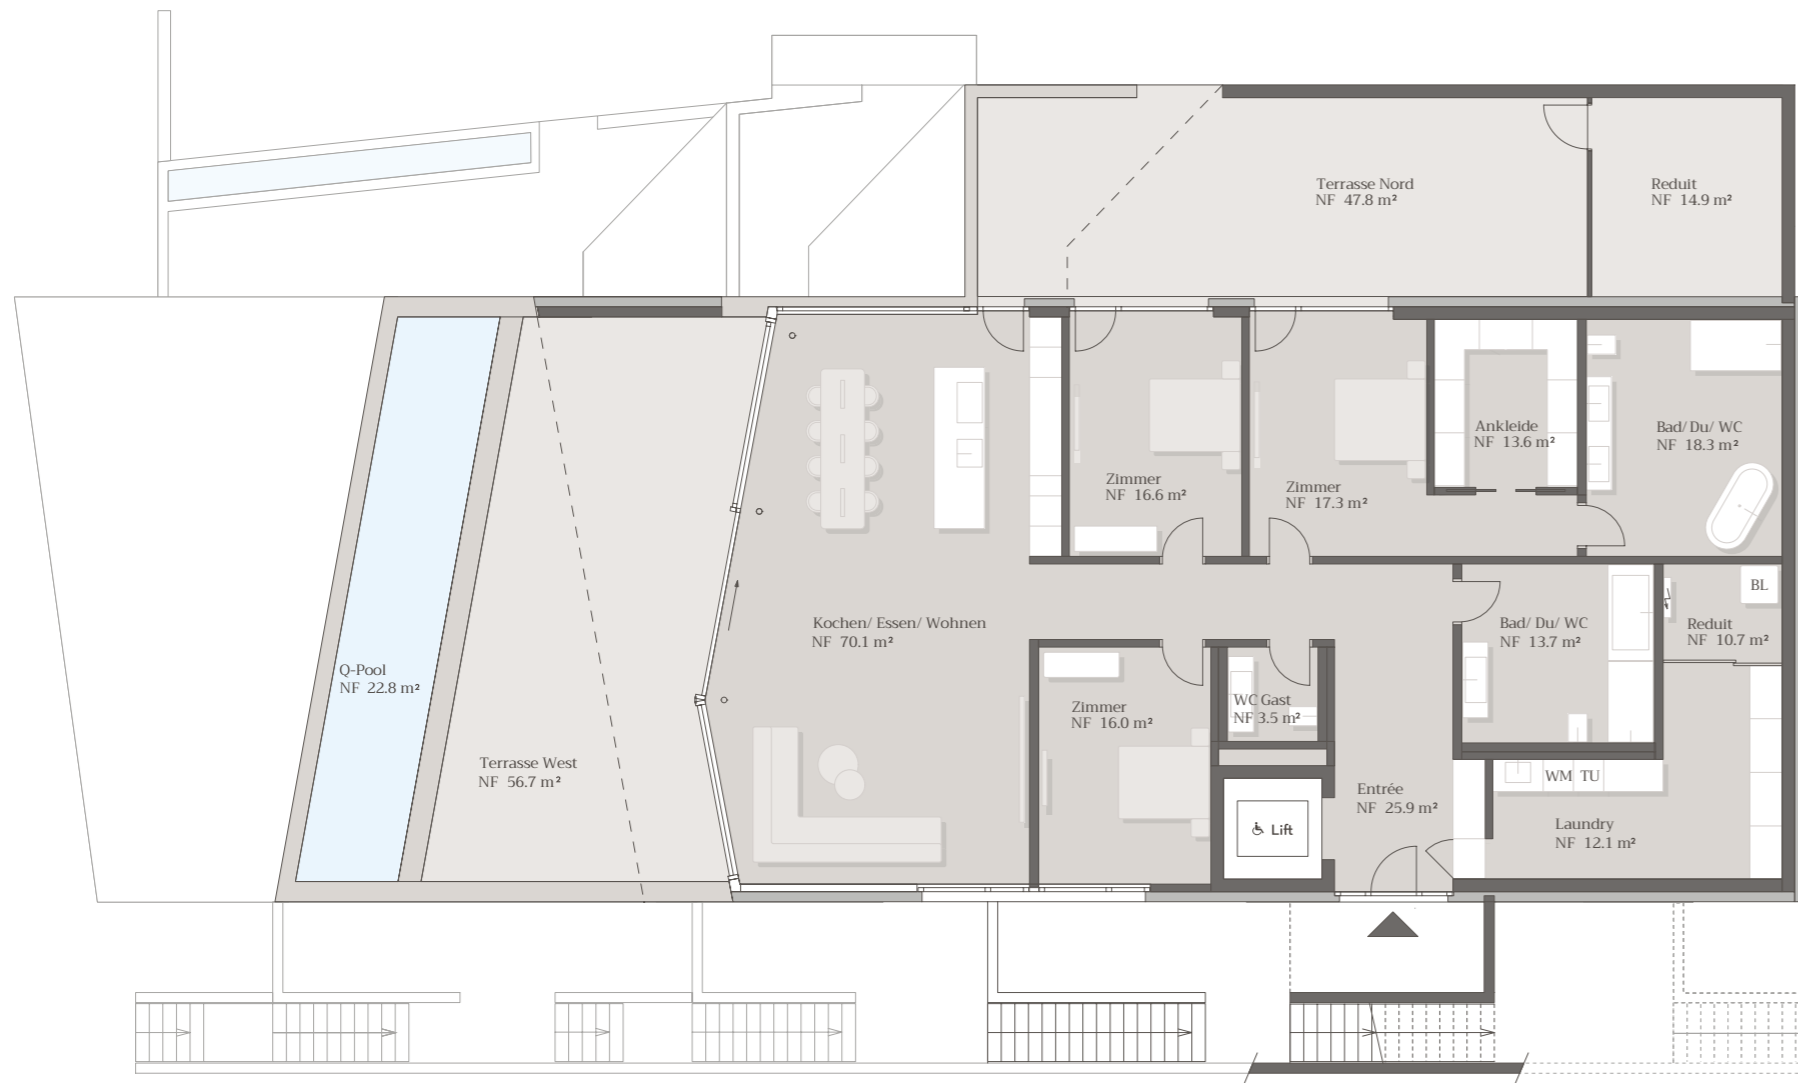 Terrasse Nord
NF 47.8 m²
Reduit
NF 14.9 m²
Zimmer
NF 16.6 m²
Zimmer
NF 17.3 m²
Ankleide
NF 13.6 m²
Bad/ Du/ WC
NF 18.3 m²
Kochen/ Essen/ Wohnen
NF 70.1 m²
Bad/ Du/ WC
NF 13.7 m²
BL
Reduit
NF 10.7 m²
Q-Pool
NF 22.8 m²
Terrasse West
NF 56.7 m²
Zimmer
NF 16.0 m²
WC Gast
NF 3.5 m²
Lift
Entrée
NF 25.9 m²
WM TU
Laundry
NF 12.1 m²